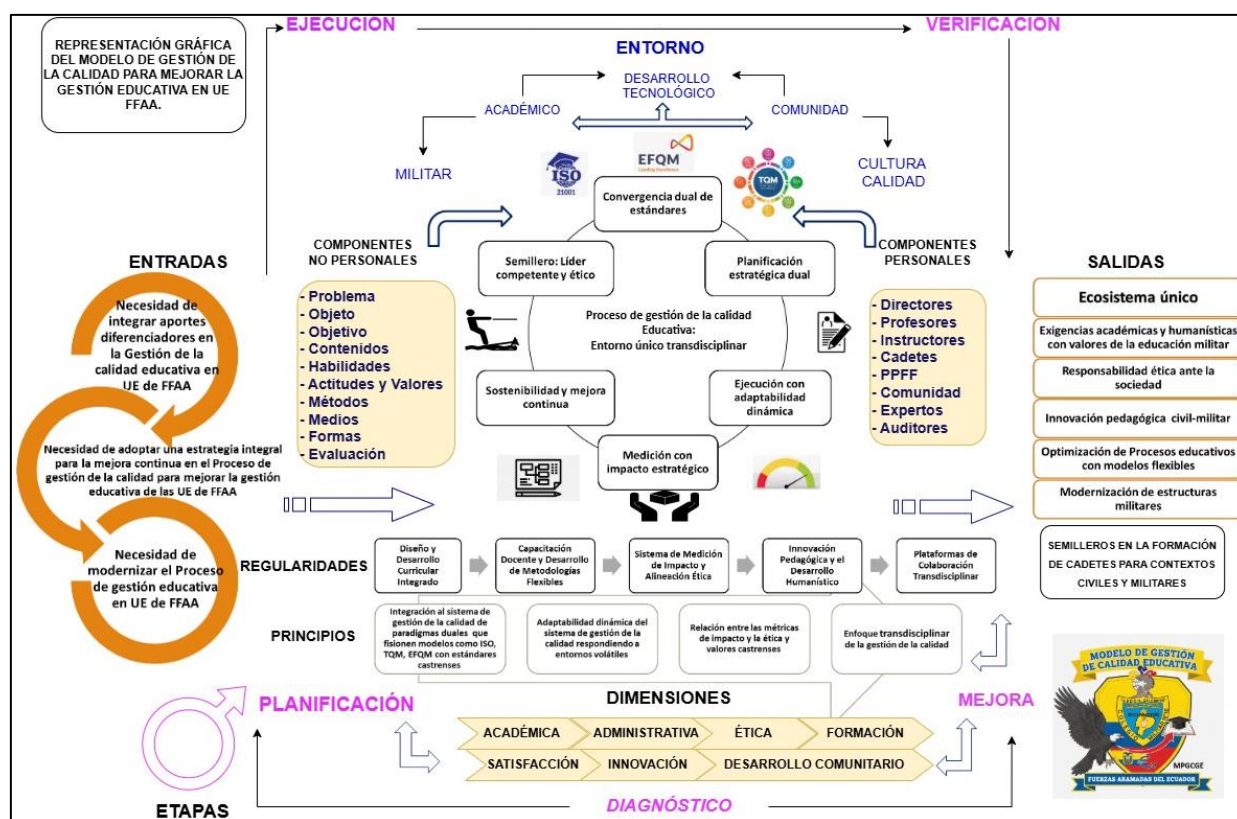 REPRESENTACIÓN GRÁFICA
DEL MODELO DE GESTIÓN DE
LA CALIDAD PARA MEJORAR LA
GESTIÓN EDUCATIVA EN UE
FFAA.
EJECUCIÓN
VERIFICACIÓN
ENTORNO
DESARROLLO
TECNOLÓGICO
ACADÉMICO
COMUNIDAD
MILITAR
CULTURA
CALIDAD
ISO
21001
EFQM
Leading Excellence
TQM
ENTRADAS
Necesidad de
integrar aportes
diferenciadores en
la Gestión de la
calidad educativa en
UE de FFAA
Necesidad de adoptar una estrategia integral
para la mejora continua en el Proceso de
gestión de la calidad para mejorar la gestión
educativa de las UE de FFAA
Necesidad de
modernizar el Proceso
de gestión educativa
en UE de FFAA
COMPONENTES
NO PERSONALES
- Problema
- Objeto
- Objetivo
- Contenidos
- Habilidades
- Actitudes y Valores
- Métodos
- Medios
- Formas
- Evaluación
Convergencia dual de
estándares
Semillero: Líder
competente y ético
Planificación
estratégica dual
Proceso de gestión de la calidad
Educativa:
Entorno único transdisciplinar
Sostenibilidad y mejora
continua
Ejecución con
adaptabilidad
dinámica
Medición con
impacto estratégico
COMPONENTES
PERSONALES
- Directores
- Profesores
- Instructores
- Cadetes
- PPFF
- Comunidad
- Expertos
- Auditores
SALIDAS
Ecosistema único
Exigencias académicas y humanísticas
con valores de la educación militar
Responsabilidad ética ante la
sociedad
Innovación pedagógica civil-militar
Optimización de Procesos educativos
con modelos flexibles
Modernización de estructuras
militares
SEMILLEROS EN LA FORMACIÓN
DE CADETES PARA CONTEXTOS
CIVILES Y MILITARES
REGULARIDADES
Diseño y
Desarrollo
Curricular
Integrado
Capacitación
Docente y Desarrollo
de Metodologías
Flexibles
Sistema de Medición
de Impacto y
Alineación Ética
Innovación
Pedagógica y el
Desarrollo
Humanístico
Plataformas de
Colaboración
Transdisciplinar
PRINCIPIOS
Integración al sistema de
gestión de la calidad de
paradigmas duales que
fisionen modelos como ISO,
TQM, EFQM con estándares
castrenses
Adaptabilidad dinámica del
sistema de gestión de la
calidad respondiendo a
entornos volátiles
Relación entre las métricas
de impacto y la ética y
valores castrenses
Enfoque transdisciplinar
de la gestión de la calidad
PLANIFICACIÓN
DIMENSIONES
MEJORA
ACADÉMICA
ADMINISTRATIVA
ÉTICA
FORMACIÓN
SATISFACCIÓN
INNOVACIÓN
DESARROLLO COMUNITARIO
ETAPAS
DIAGNÓSTICO
MODELO DE GESTIÓN
DE CALIDAD EDUCATIVA
MPGCGE
FUERZAS ARAMADAS DEL ECUADOR